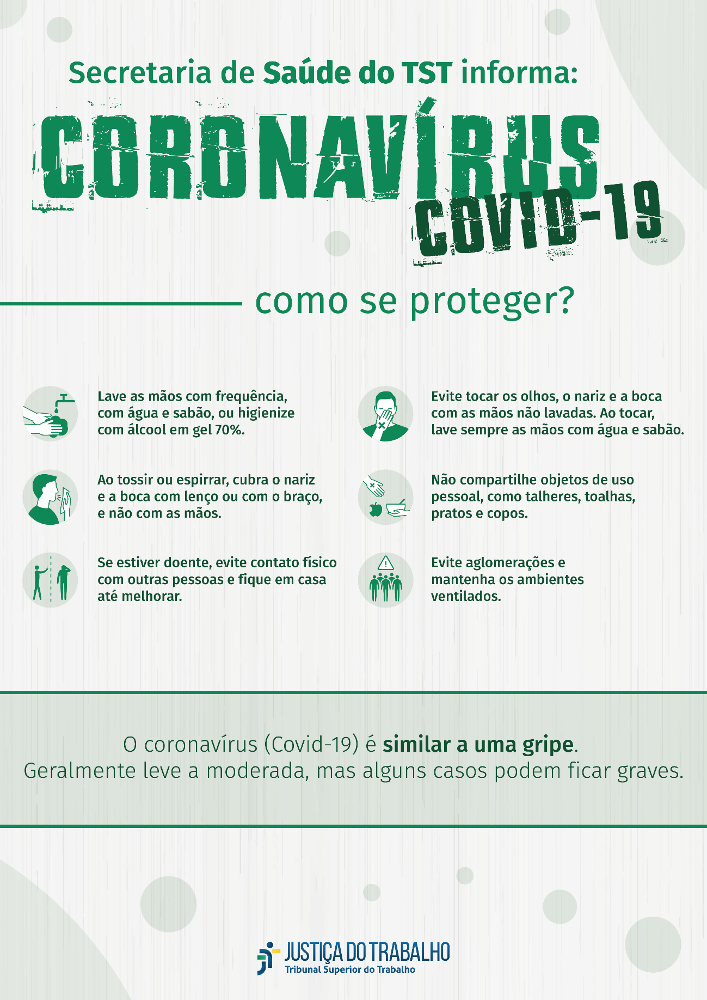 Secretaria de Saúde do TST informa:
CORONAVÍRUS
COVID-19
como se proteger?
Lave as mãos com frequência,
com água e sabão, ou higienize
com álcool em gel 70%.
Evite tocar os olhos, o nariz e a boca
com as mãos não lavadas. Ao tocar,
lave sempre as mãos com água e sabão.
Ao tossir ou espirrar, cubra o nariz
e a boca com lenço ou com o braço,
e não com as mãos.
Não compartilhe objetos de uso
pessoal, como talheres, toalhas,
pratos e copos.
Se estiver doente, evite contato físico
com outras pessoas e fique em casa
até melhorar.
Evite aglomerações e
mantenha os ambientes
ventilados.
O coronavírus (Covid-19) é similar a uma gripe.
Geralmente leve a moderada, mas alguns casos podem ficar graves.
JUSTIÇA DO TRABALHO
Tribunal Superior do Trabalho